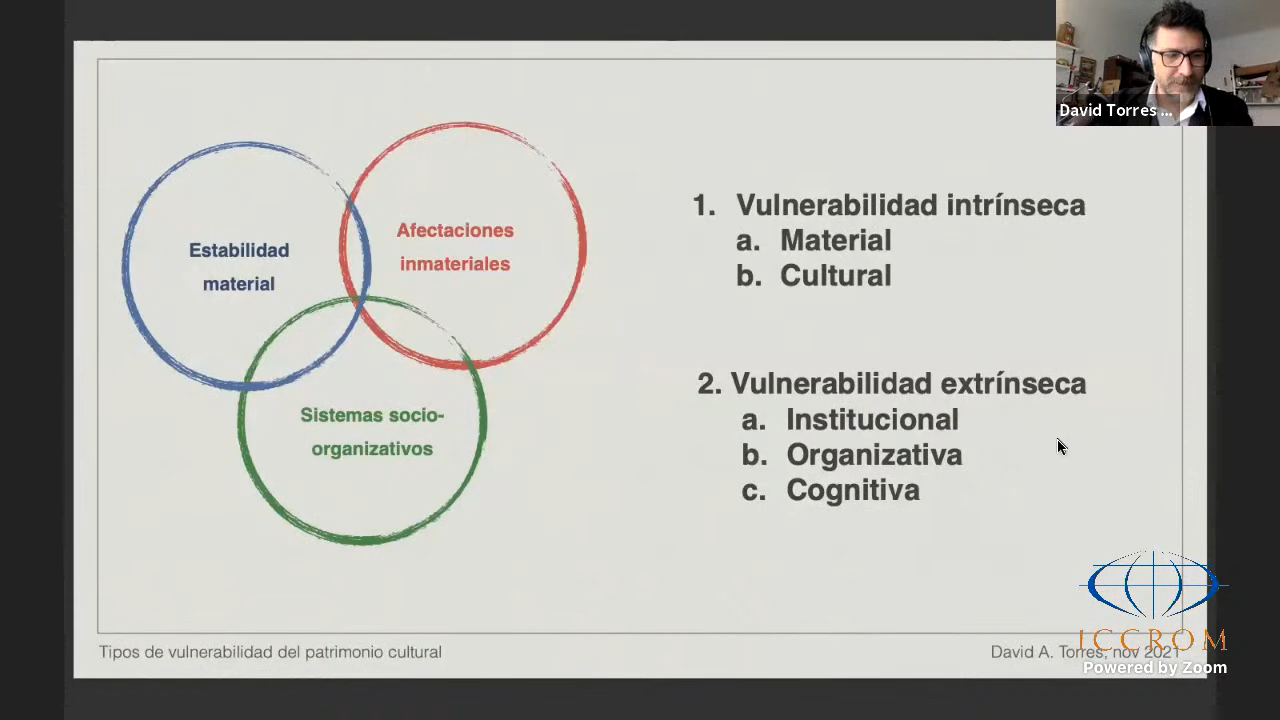 David Torres ...
Estabilidad
material
Afectaciones
inmateriales
Sistemas socio-
organizativos
1. Vulnerabilidad intrínseca
a. Material
b. Cultural
2. Vulnerabilidad extrínseca
a. Institucional
b. Organizativa
c. Cognitiva
Tipos de vulnerabilidad del patrimonio cultural
David A. Torres, nov 2021
ICCROM
Powered by Zoom